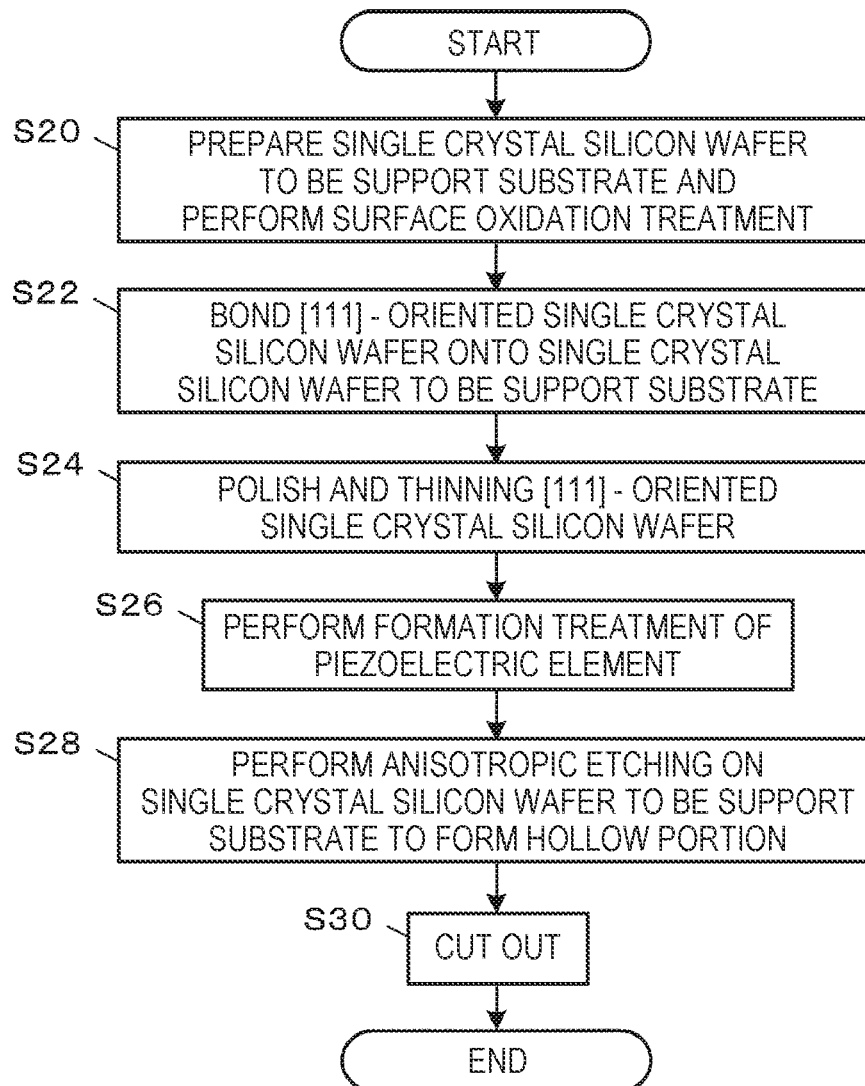 START
S20
PREPARE SINGLE CRYSTAL SILICON WAFER
TO BE SUPPORT SUBSTRATE AND
PERFORM SURFACE OXIDATION TREATMENT
S22
BOND [111] - ORIENTED SINGLE CRYSTAL
SILICON WAFER ONTO SINGLE CRYSTAL
SILICON WAFER TO BE SUPPORT SUBSTRATE
S24
POLISH AND THINNING [111] - ORIENTED
SINGLE CRYSTAL SILICON WAFER
S26
PERFORM FORMATION TREATMENT OF
PIEZOELECTRIC ELEMENT
S28
PERFORM ANISOTROPIC ETCHING ON
SINGLE CRYSTAL SILICON WAFER TO BE SUPPORT
SUBSTRATE TO FORM HOLLOW PORTION
S30
CUT OUT
END